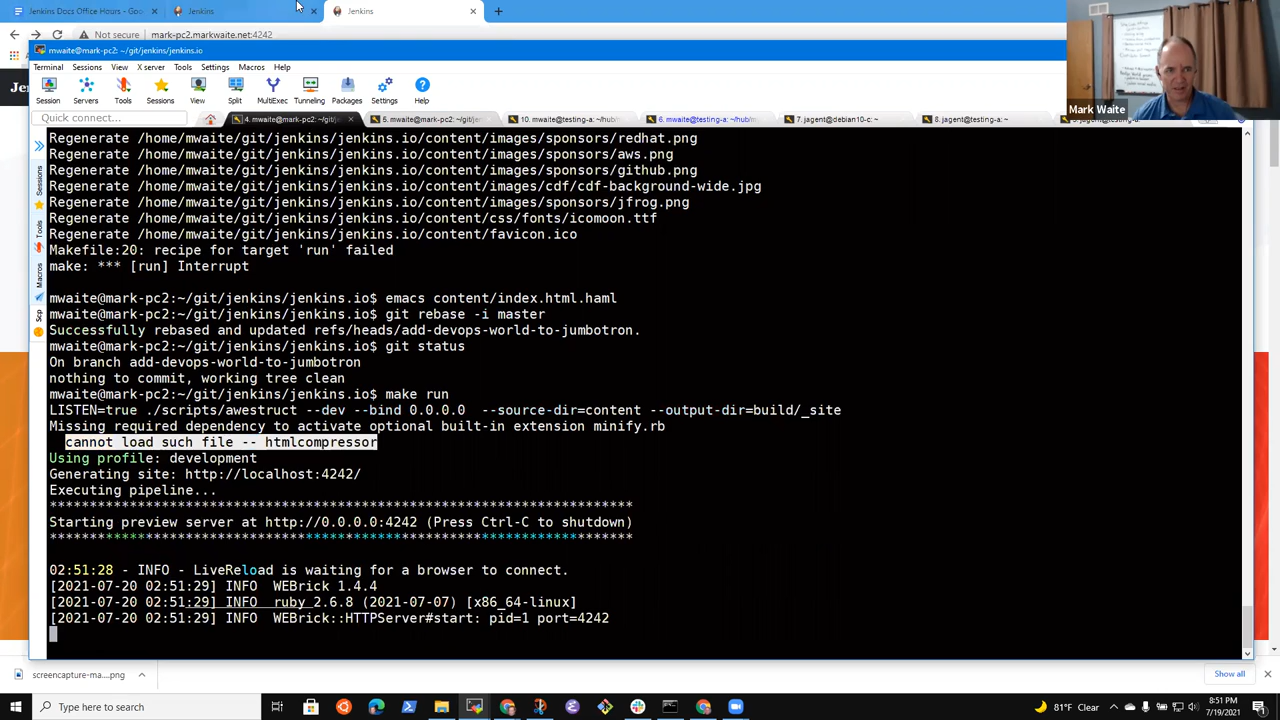 Jenkins Docs Office Hours - Goo
Jenkins
Jenkins
Not secure | mark-pc2.markwaite.net:4242
mwaite@mark-pc2: ~/git/jenkins/jenkins.io
Terminal Sessions View X server Tools Settings Macros Help
Session Servers Tools Sessions View Split MultiExec Tunneling Packages Settings Help
Quick connect...
4. mwaite@mark-pc2: ~/git/je
5. mwaite@mark-pc2: ~/git/jen
10. mwaite@testing-a: ~/hub/
6. mwaite@testing-a: ~/hub/m
7. jagent@debian10-c: ~
8. jagent@testing-a: ~
Mark Waite
Sessions
Tools
Macros
Scp
Regenerate /home/mwaite/git/jenkins/jenkins.io/content/images/sponsors/redhat.png
Regenerate /home/mwaite/git/jenkins/jenkins.io/content/images/sponsors/aws.png
Regenerate /home/mwaite/git/jenkins/jenkins.io/content/images/sponsors/github.png
Regenerate /home/mwaite/git/jenkins/jenkins.io/content/images/cdf/cdf-background-wide.jpg
Regenerate /home/mwaite/git/jenkins/jenkins.io/content/images/sponsors/jfrog.png
Regenerate /home/mwaite/git/jenkins/jenkins.io/content/css/fonts/icomoon.ttf
Regenerate /home/mwaite/git/jenkins/jenkins.io/content/favicon.ico
Makefile:20: recipe for target 'run' failed
make: *** [run] Interrupt
mwaite@mark-pc2:~/git/jenkins/jenkins.io$ emacs content/index.html.haml
mwaite@mark-pc2:~/git/jenkins/jenkins.io$ git rebase -i master
Successfully rebased and updated refs/heads/add-devops-world-to-jumbotron.
mwaite@mark-pc2:~/git/jenkins/jenkins.io$ git status
On branch add-devops-world-to-jumbotron
nothing to commit, working tree clean
mwaite@mark-pc2:~/git/jenkins/jenkins.io$ make run
LISTEN=true ./scripts/awestruct --dev --bind 0.0.0.0 --source-dir=content --output-dir=build/_site
Missing required dependency to activate optional built-in extension minify.rb
cannot load such file -- htmlcompressor
Using profile: development
Generating site: http://localhost:4242/
Executing pipeline...
*************************************************************************
Starting preview server at http://0.0.0.0:4242 (Press Ctrl-C to shutdown)
*************************************************************************
02:51:28 - INFO - LiveReload is waiting for a browser to connect.
[2021-07-20 02:51:29] INFO  WEBrick 1.4.4
[2021-07-20 02:51:29] INFO  ruby 2.6.8 (2021-07-07) [x86_64-linux]
[2021-07-20 02:51:29] INFO  WEBrick::HTTPServer#start: pid=1 port=4242
screencapture-ma....png
Show all
Type here to search
81°F Clear
8:51 PM
7/19/2021